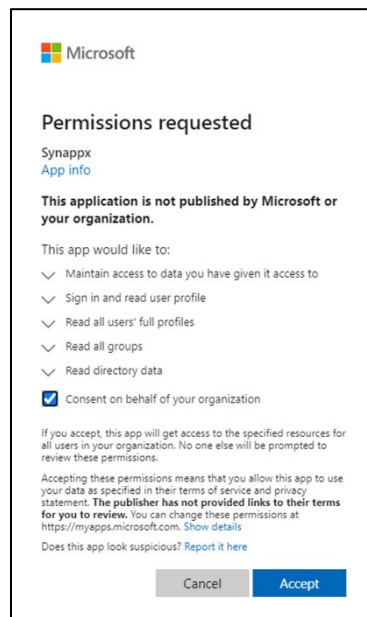 Microsoft
Permissions requested
Synappx
App info
This application is not published by Microsoft or
your organization.
This app would like to:
Maintain access to data you have given it access to
Sign in and read user profile
Read all users' full profiles
Read all groups
Read directory data
Consent on behalf of your organization
If you accept, this app will get access to the specified resources for
all users in your organization. No one else will be prompted to
review these permissions.
Accepting these permissions means that you allow this app to use
your data as specified in their terms of service and privacy
statement. The publisher has not provided links to their terms
for you to review. You can change these permissions at
https://myapps.microsoft.com. Show details
Does this app look suspicious? Report it here
Cancel
Accept